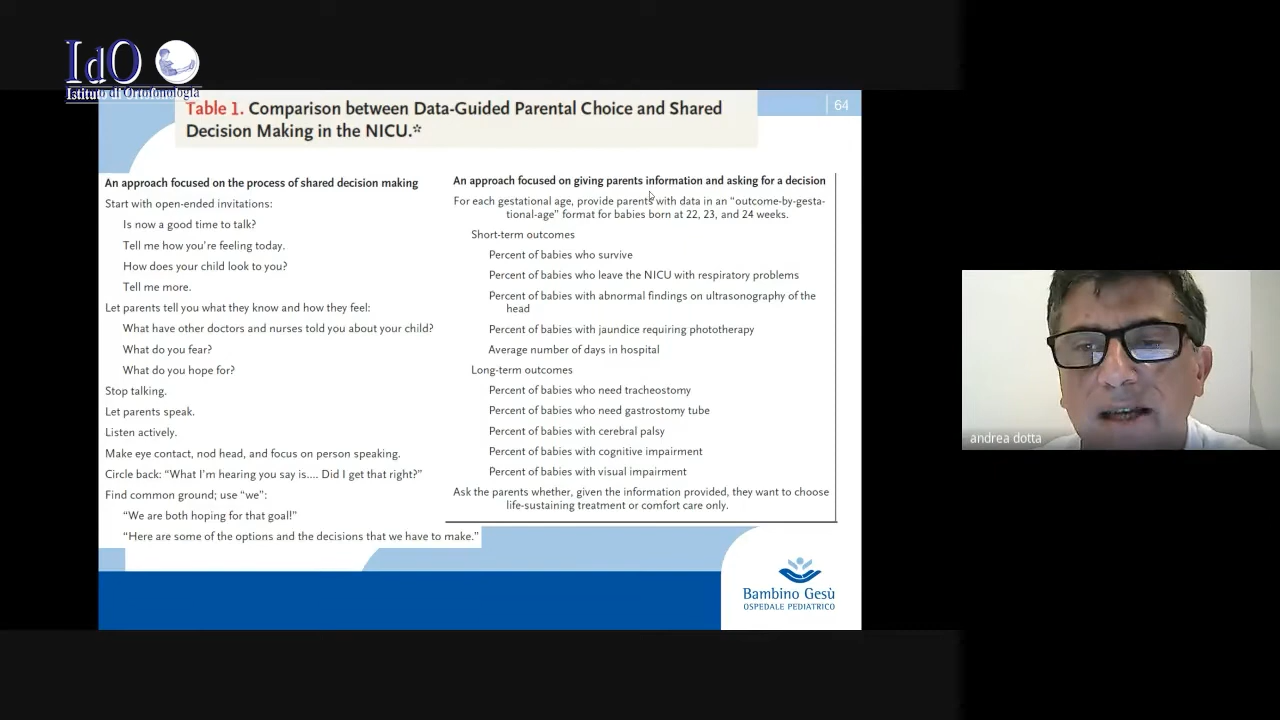 IdO
Istituto di Ortofonologia
64
Table 1. Comparison between Data-Guided Parental Choice and Shared
Decision Making in the NICU.*
An approach focused on the process of shared decision making
Start with open-ended invitations:
Is now a good time to talk?
Tell me how you're feeling today.
How does your child look to you?
Tell me more.
Let parents tell you what they know and how they feel:
What have other doctors and nurses told you about your child?
What do you fear?
What do you hope for?
Stop talking.
Let parents speak.
Listen actively.
Make eye contact, nod head, and focus on person speaking.
Circle back: “What I'm hearing you say is.... Did I get that right?”
Find common ground; use “we”:
“We are both hoping for that goal!”
“Here are some of the options and the decisions that we have to make.”
An approach focused on giving parents information and asking for a decision
For each gestational age, provide parents with data in an “outcome-by-gesta-
tional-age” format for babies born at 22, 23, and 24 weeks.
Short-term outcomes
Percent of babies who survive
Percent of babies who leave the NICU with respiratory problems
Percent of babies with abnormal findings on ultrasonography of the
head
Percent of babies with jaundice requiring phototherapy
Average number of days in hospital
Long-term outcomes
Percent of babies who need tracheostomy
Percent of babies who need gastrostomy tube
Percent of babies with cerebral palsy
Percent of babies with cognitive impairment
Percent of babies with visual impairment
Ask the parents whether, given the information provided, they want to choose
life-sustaining treatment or comfort care only.
Bambino Gesù
OSPEDALE PEDIATRICO
andrea dotta